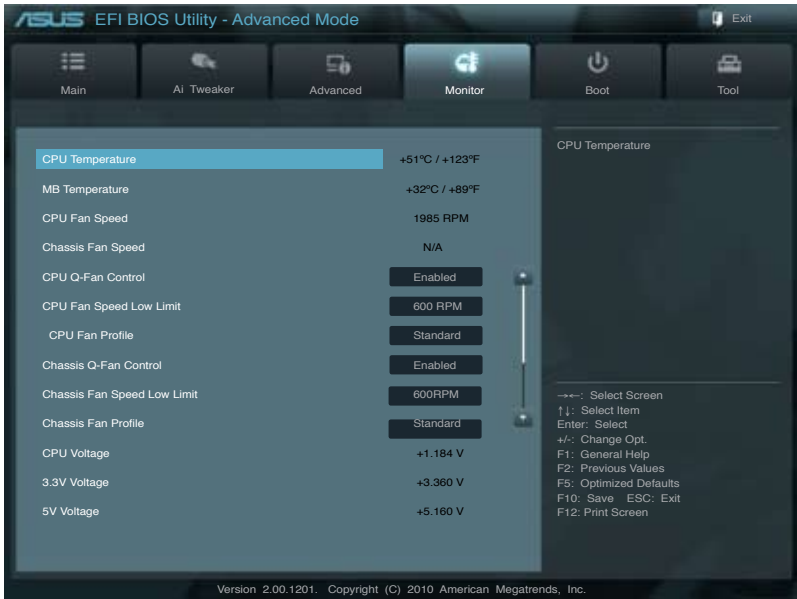 ASUS EFI BIOS Utility - Advanced Mode
Exit
Main
Ai Tweaker
Advanced
Monitor
Boot
Tool
CPU Temperature +51ºC / +123ºF
MB Temperature +32ºC / +89ºF
CPU Fan Speed 1985 RPM
Chassis Fan Speed N/A
CPU Q-Fan Control Enabled
CPU Fan Speed Low Limit 600 RPM
CPU Fan Profile Standard
Chassis Q-Fan Control Enabled
Chassis Fan Speed Low Limit 600RPM
Chassis Fan Profile Standard
CPU Voltage +1.184 V
3.3V Voltage +3.360 V
5V Voltage +5.160 V
CPU Temperature
→←: Select Screen
↑↓: Select Item
Enter: Select
+/-: Change Opt.
F1: General Help
F2: Previous Values
F5: Optimized Defaults
F10: Save ESC: Exit
F12: Print Screen
Version 2.00.1201. Copyright (C) 2010 American Megatrends, Inc.